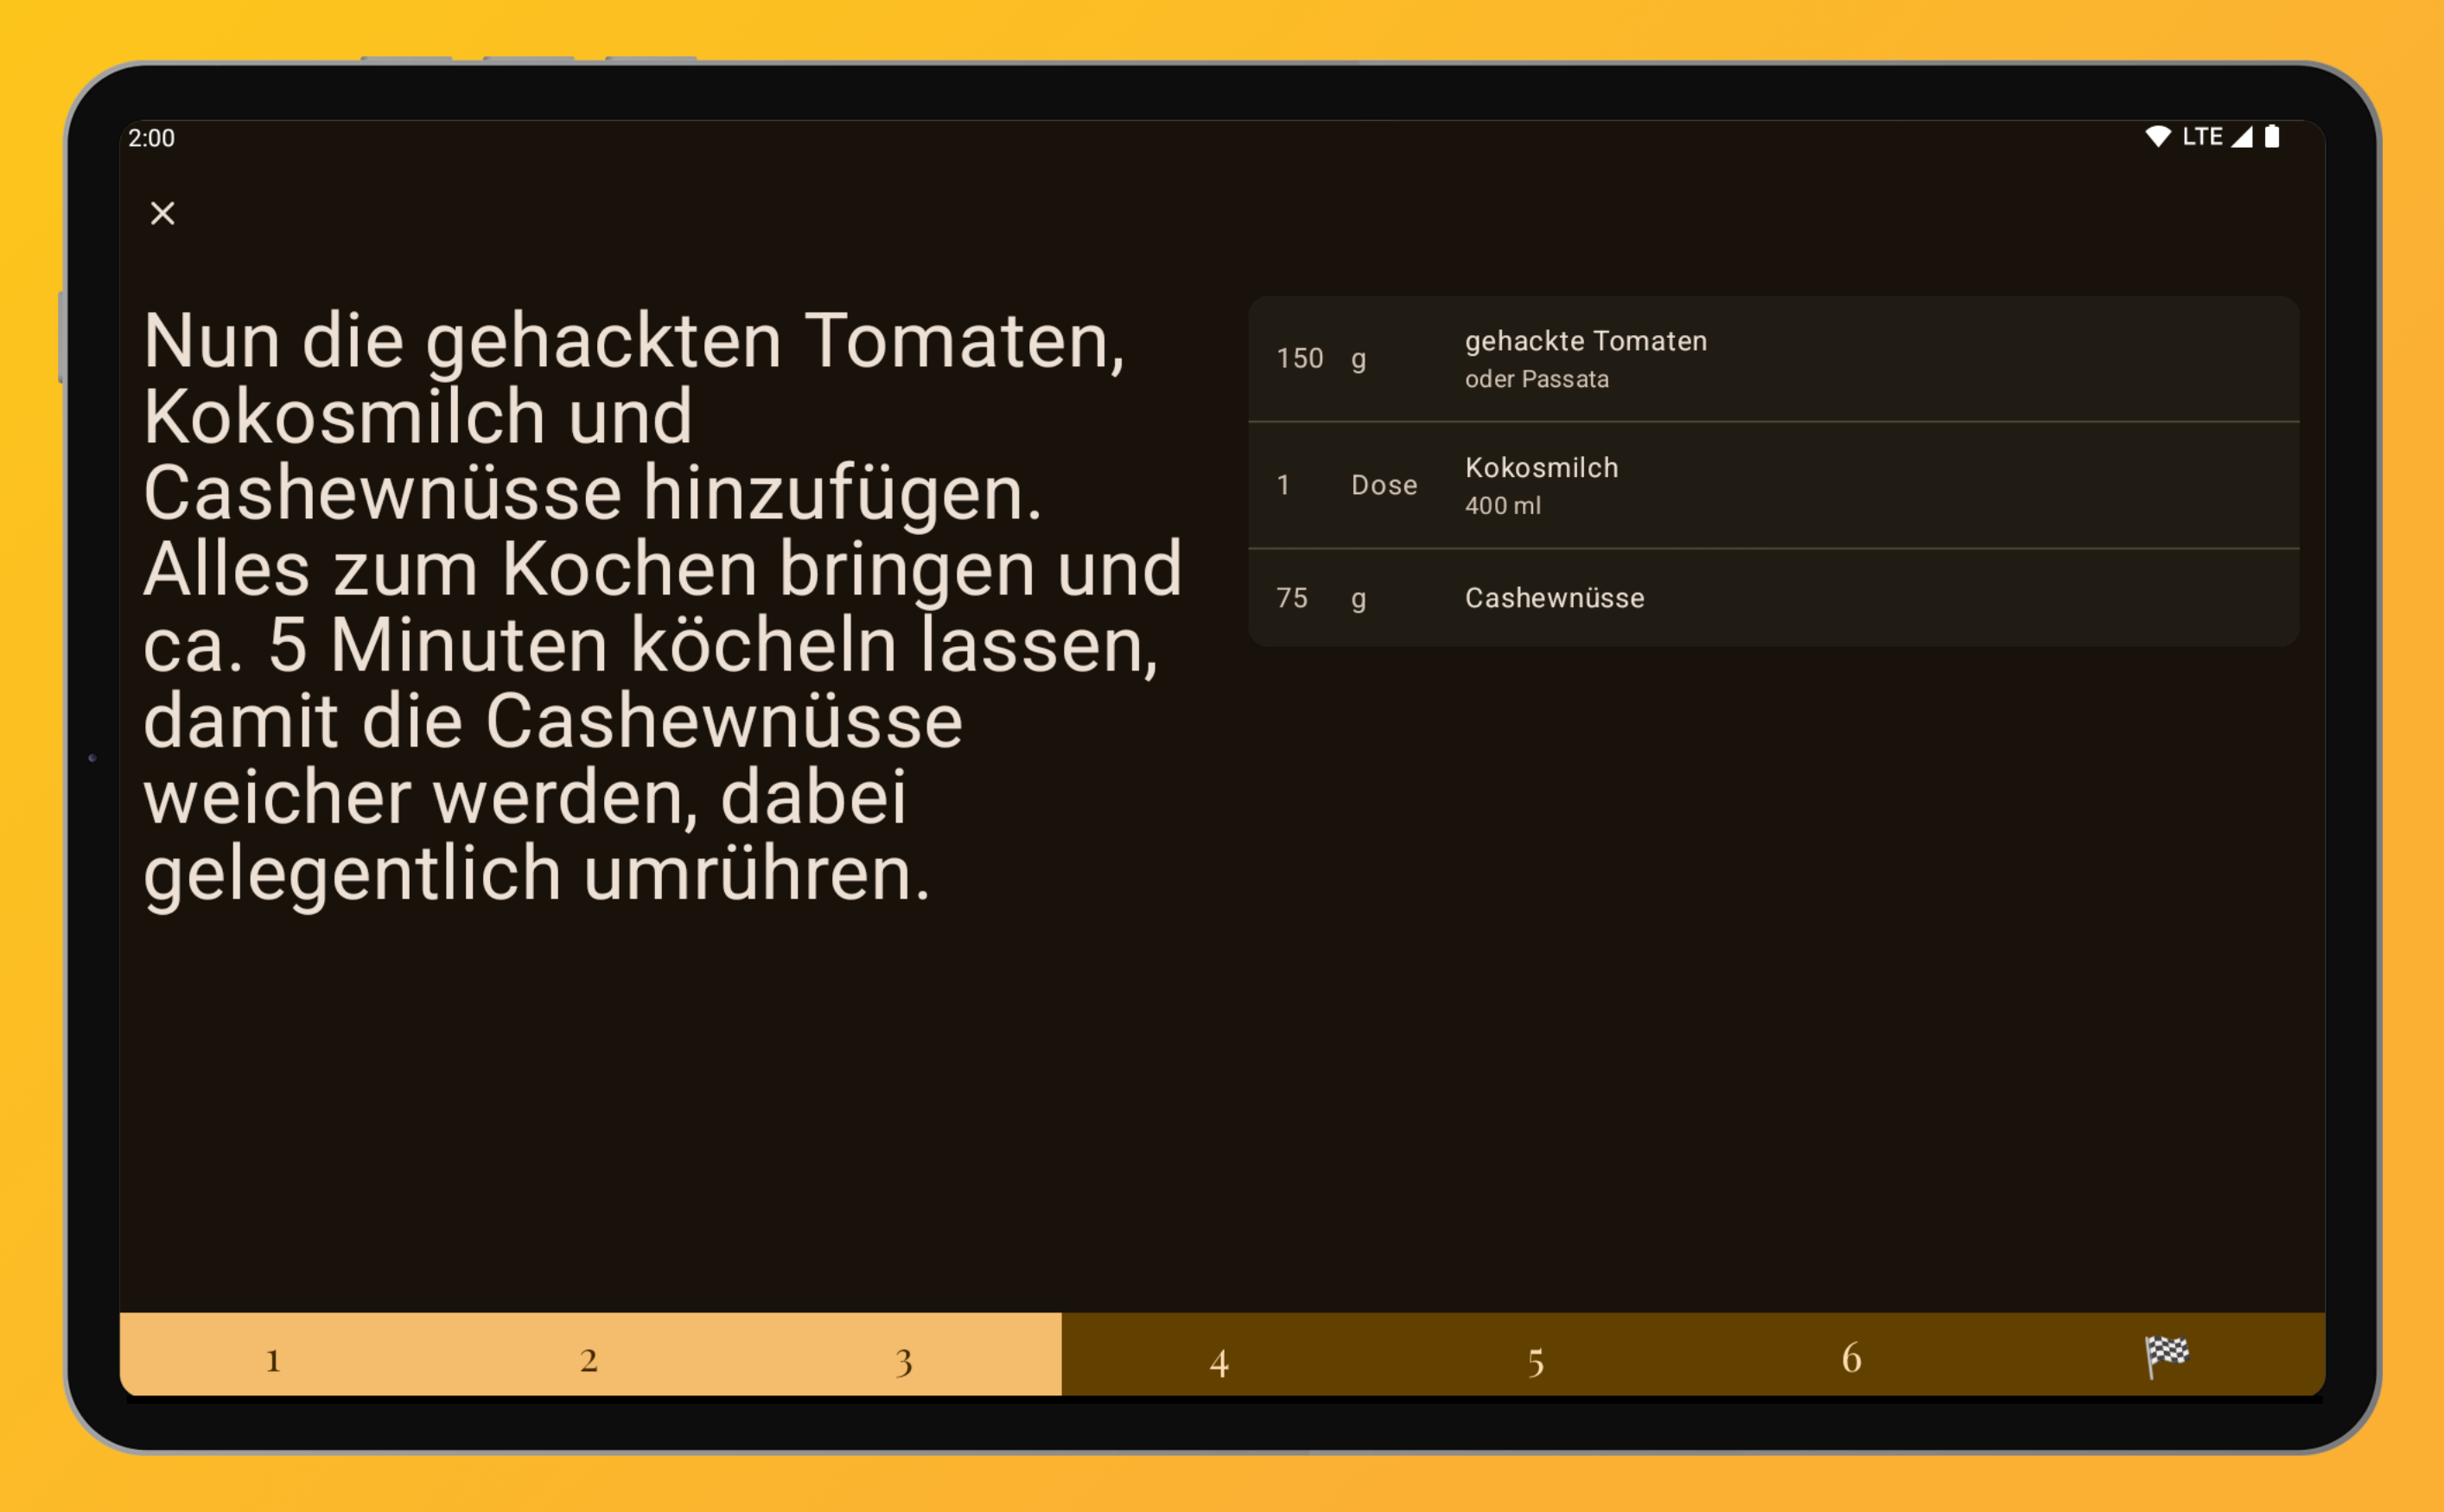 2:00
LTE
Nun die gehackten Tomaten,
Kokosmilch und
Cashewnüsse hinzufügen.
Alles zum Kochen bringen und
ca. 5 Minuten köcheln lassen,
damit die Cashewnüsse
weicher werden, dabei
gelegentlich umrühren.
150 g gehackte Tomaten
oder Passata
1 Dose Kokosmilch
400 ml
75 g Cashewnüsse
1 2 3 4 5 6